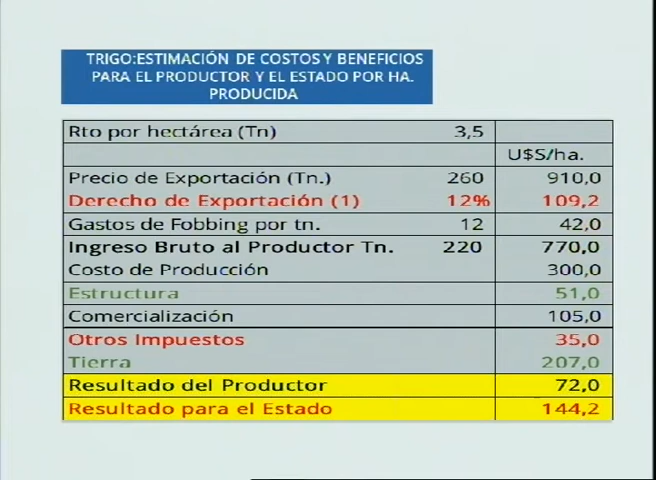 TRIGO:ESTIMACIÓN DE COSTOS Y BENEFICIOS
PARA EL PRODUCTOR Y EL ESTADO POR HA.
PRODUCIDA
Rto por hectárea (Tn) 3,5
U$S/ha.
Precio de Exportación (Tn.) 260 910,0
Derecho de Exportación (1) 12% 109,2
Gastos de Fobbing por tn. 12 42,0
Ingreso Bruto al Productor Tn. 220 770,0
Costo de Producción 300,0
Estructura 51,0
Comercialización 105,0
Otros Impuestos 35,0
Tierra 207,0
Resultado del Productor 72,0
Resultado para el Estado 144,2